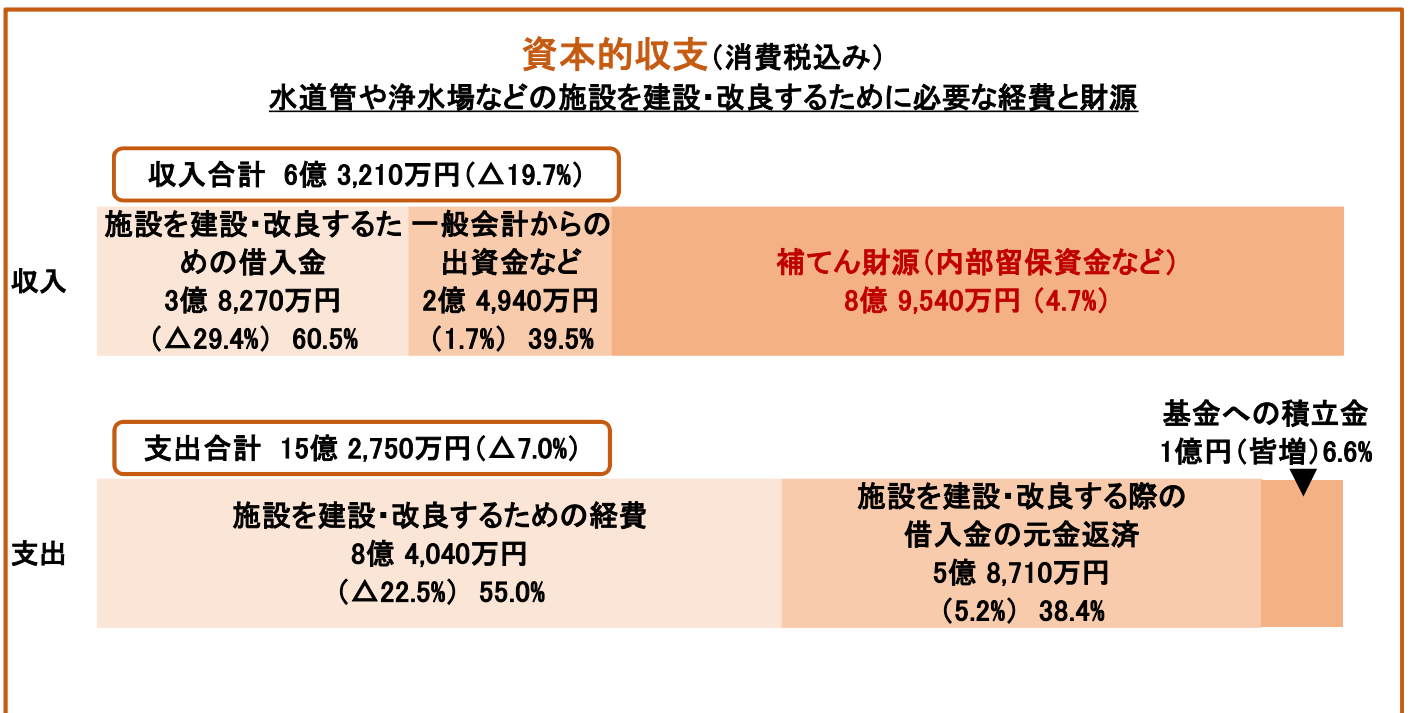 資本的収支（消費税込み）
水道管や浄水場などの施設を建設・改良するために必要な経費と財源
収入合計 6億 3,210万円（△19.7%）
収入
施設を建設・改良するた
めの借入金
3億 8,270万円
（△29.4%） 60.5%
一般会計からの
出資金など
2億 4,940万円
（1.7%） 39.5%
補てん財源（内部留保資金など）
8億 9,540万円 （4.7%）
基金への積立金
1億円（皆増）6.6%
▼
支出合計 15億 2,750万円（△7.0%）
支出
施設を建設・改良するための経費
8億 4,040万円
（△22.5%） 55.0%
施設を建設・改良する際の
借入金の元金返済
5億 8,710万円
（5.2%） 38.4%